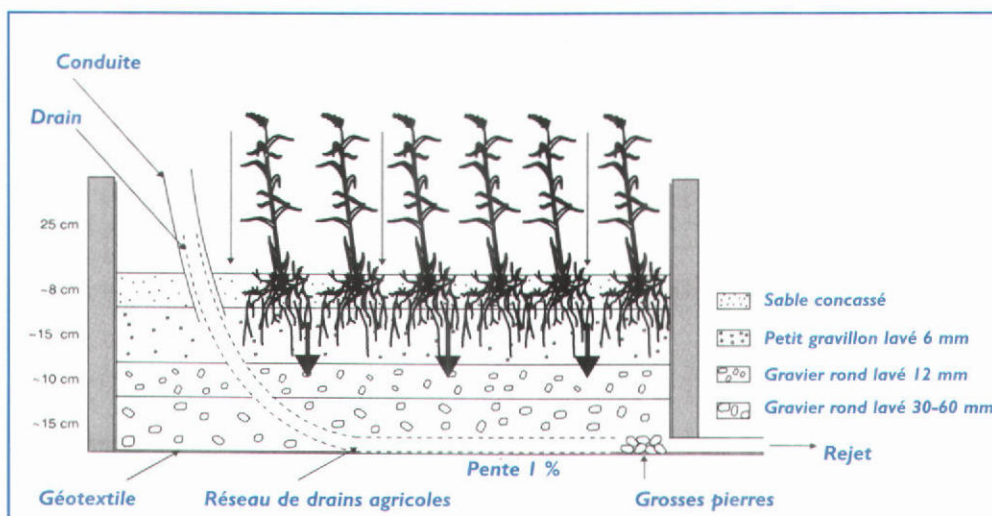 Conduite
Drain
25 cm
~8 cm
~15 cm
~10 cm
~15 cm
Sable concassé
Petit gravillon lavé 6 mm
Gravier rond lavé 12 mm
Gravier rond lavé 30-60 mm
Rejet
Pente 1 %
Géotextile
Réseau de drains agricoles
Grosses pierres